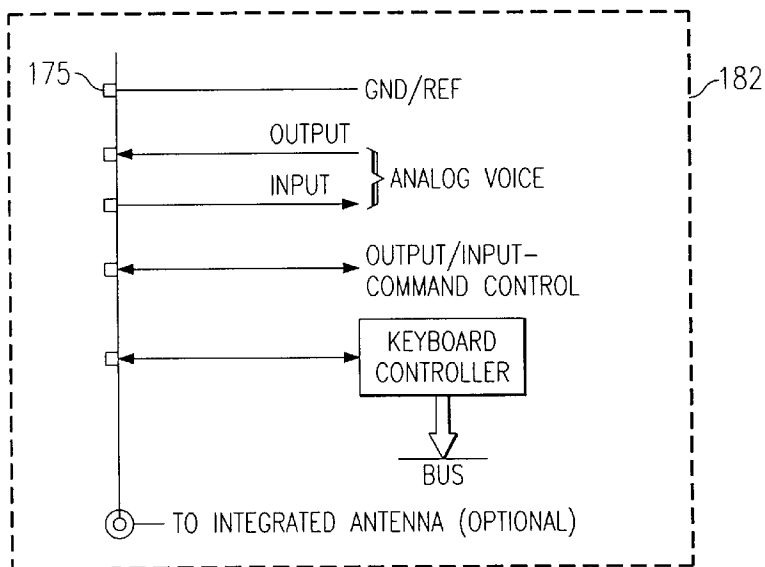 175
GND/REF
182
OUTPUT
INPUT
ANALOG VOICE
OUTPUT/INPUT-
COMMAND CONTROL
KEYBOARD
CONTROLLER
BUS
TO INTEGRATED ANTENNA (OPTIONAL)